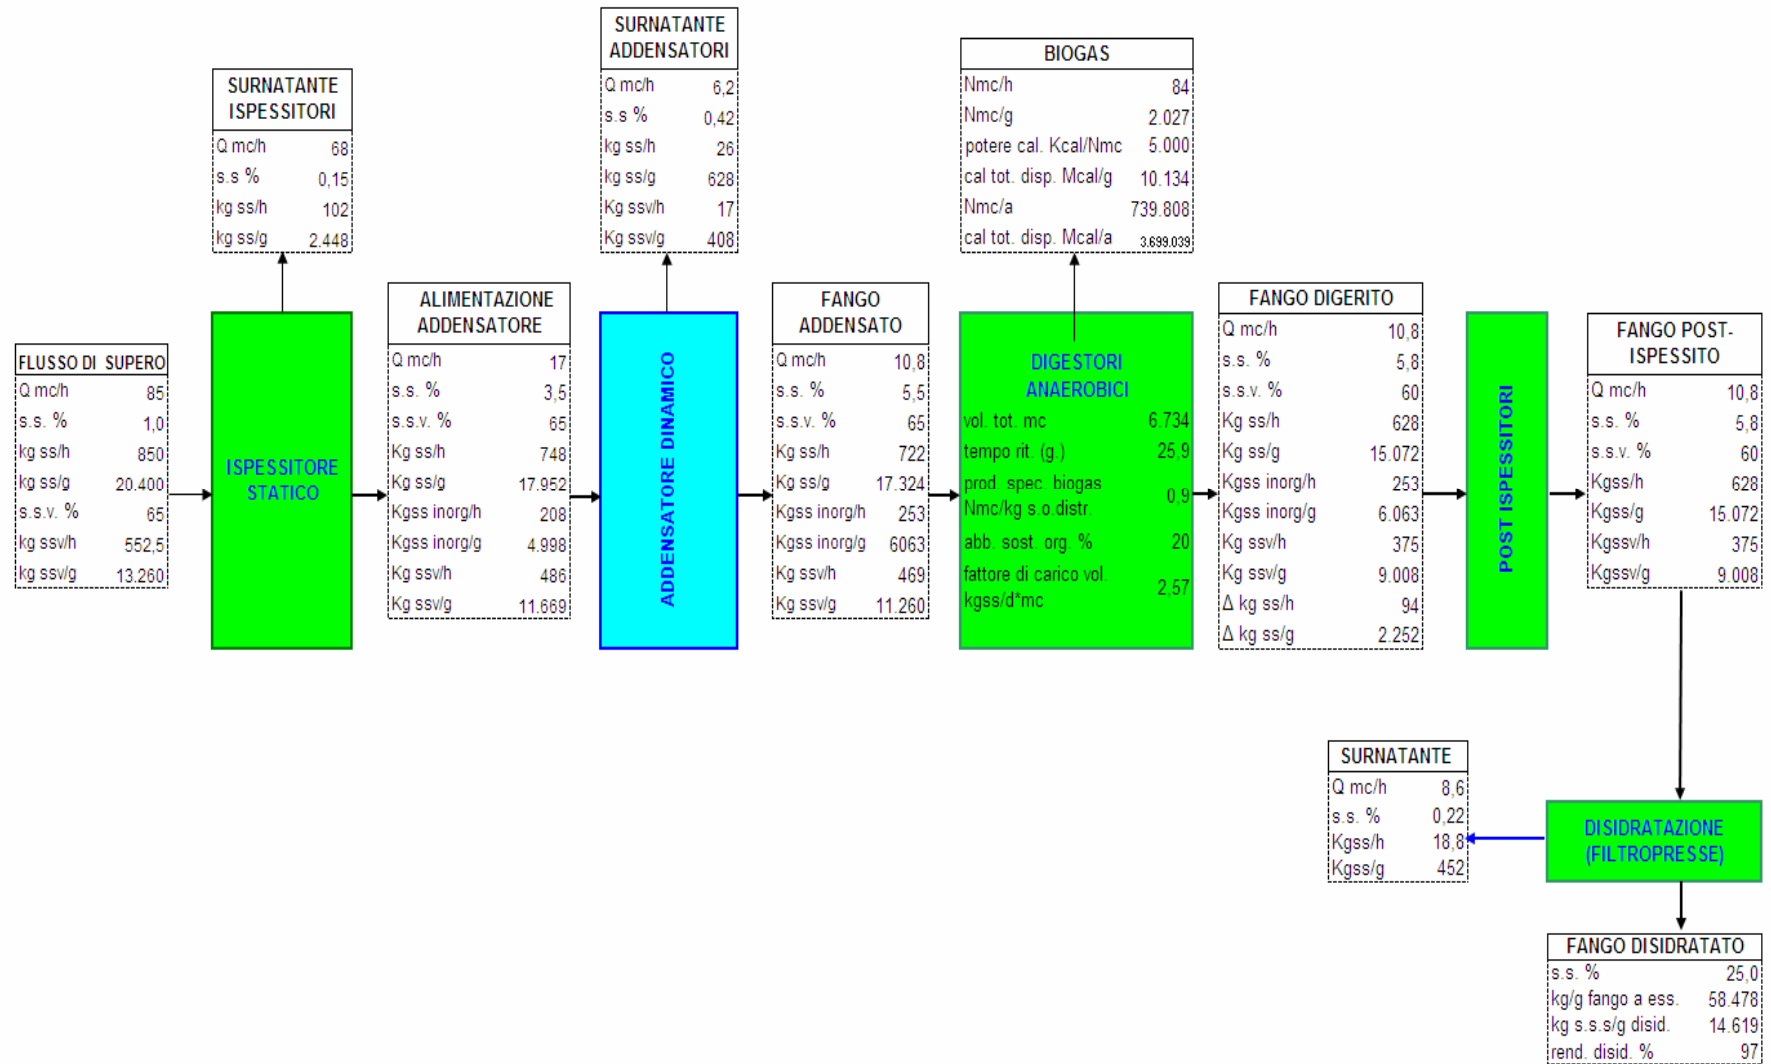 SURNATANTE
ISPESSITORI
Q mc/h 68
s.s % 0,15
kg ss/h 102
kg ss/g 2.448
SURNATANTE
ADDENSATORI
Q mc/h 6,2
s.s % 0,42
kg ss/h 26
kg ss/g 628
Kg ssv/h 17
Kg ssv/g 408
BIOGAS
Nmc/h 84
Nmc/g 2.027
potere cal. Kcal/Nmc 5.000
cal tot. disp. Mcal/g 10.134
Nmc/a 739.808
cal tot. disp. Mcal/a 3.699.039
FLUSSO DI SUPERO
Q mc/h 85
s.s. % 1,0
kg ss/h 850
kg ss/g 20.400
s.s.v. % 65
kg ssv/h 552,5
kg ssv/g 13.260
ISPESSITORE
STATICO
ALIMENTAZIONE
ADDENSATORE
Q mc/h 17
s.s. % 3,5
s.s.v. % 65
Kg ss/h 748
Kg ss/g 17.952
Kgss inorg/h 208
Kgss inorg/g 4.998
Kg ssv/h 486
Kg ssv/g 11.669
ADDENSATORE DINAMICO
FANGO
ADDENSATO
Q mc/h 10,8
s.s. % 5,5
s.s.v. % 65
Kg ss/h 722
Kg ss/g 17.324
Kgss inorg/h 253
Kgss inorg/g 6063
Kg ssv/h 469
Kg ssv/g 11.260
DIGESTORI
ANAEROBICI
vol. tot. mc 6.734
tempo rit. (g.) 25,9
prod. spec. biogas
Nmc/kg s.o.distr. 0,9
abb. sost. org. % 20
fattore di carico vol.
kgss/d*mc 2,57
FANGO DIGERITO
Q mc/h 10,8
s.s. % 5,8
s.s.v. % 60
Kg ss/h 628
Kg ss/g 15.072
Kgss inorg/h 253
Kgss inorg/g 6.063
Kg ssv/h 375
Kg ssv/g 9.008
Δ kg ss/h 94
Δ kg ss/g 2.252
POST ISPESSITORI
FANGO POST-
ISPESSITO
Q mc/h 10,8
s.s. % 5,8
s.s.v. % 60
Kgss/h 628
Kgss/g 15.072
Kgssv/h 375
Kgssv/g 9.008
SURNATANTE
Q mc/h 8,6
s.s. % 0,22
Kgss/h 18,8
Kgss/g 452
DISIDRATAZIONE
(FILTROPRESSE)
FANGO DISIDRATATO
s.s. % 25,0
kg/g fango a ess. 58.478
kg s.s.s/g disid. 14.619
rend. disid. % 97